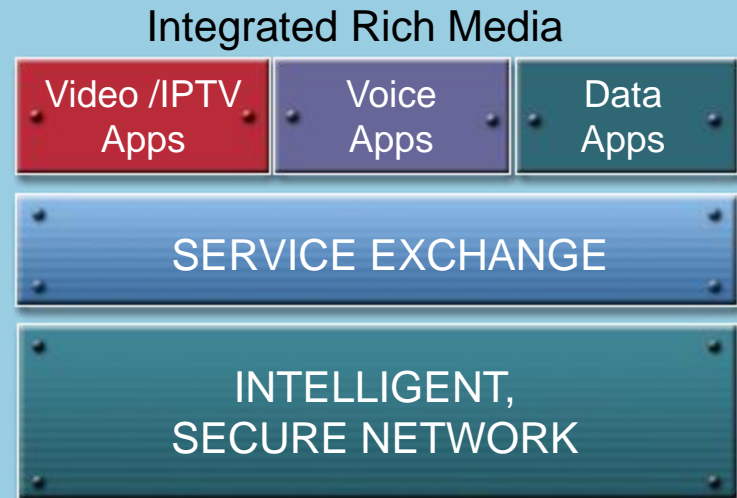 Integrated Rich Media
Video /IPTV
Apps
Voice
Apps
Data
Apps
SERVICE EXCHANGE
INTELLIGENT,
SECURE NETWORK